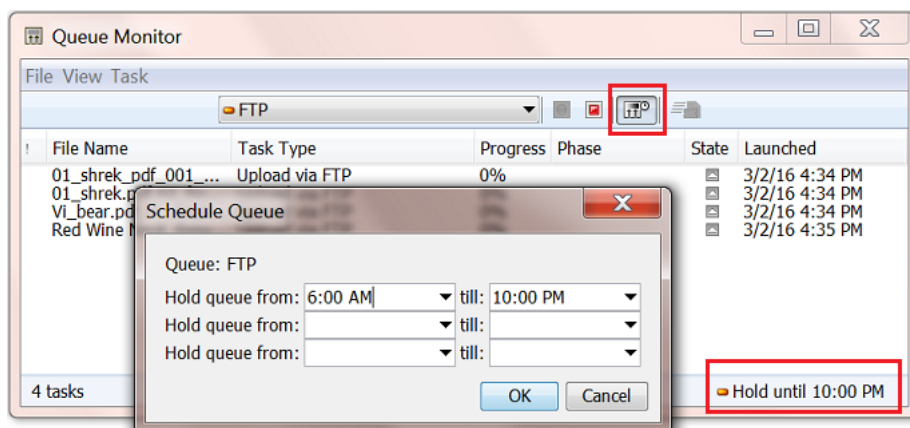 Queue Monitor
File View Task
FTP
! File Name Task Type Progress Phase State Launched
01_shrek_pdf_001_... Upload via FTP 0% 3/2/16 4:34 PM
01_shrek.p 3/2/16 4:34 PM
Vi_bear.pd 3/2/16 4:34 PM
Red Wine 3/2/16 4:35 PM
Schedule Queue
Queue: FTP
Hold queue from: 6:00 AM till: 10:00 PM
Hold queue from: till:
Hold queue from: till:
OK Cancel
4 tasks Hold until 10:00 PM